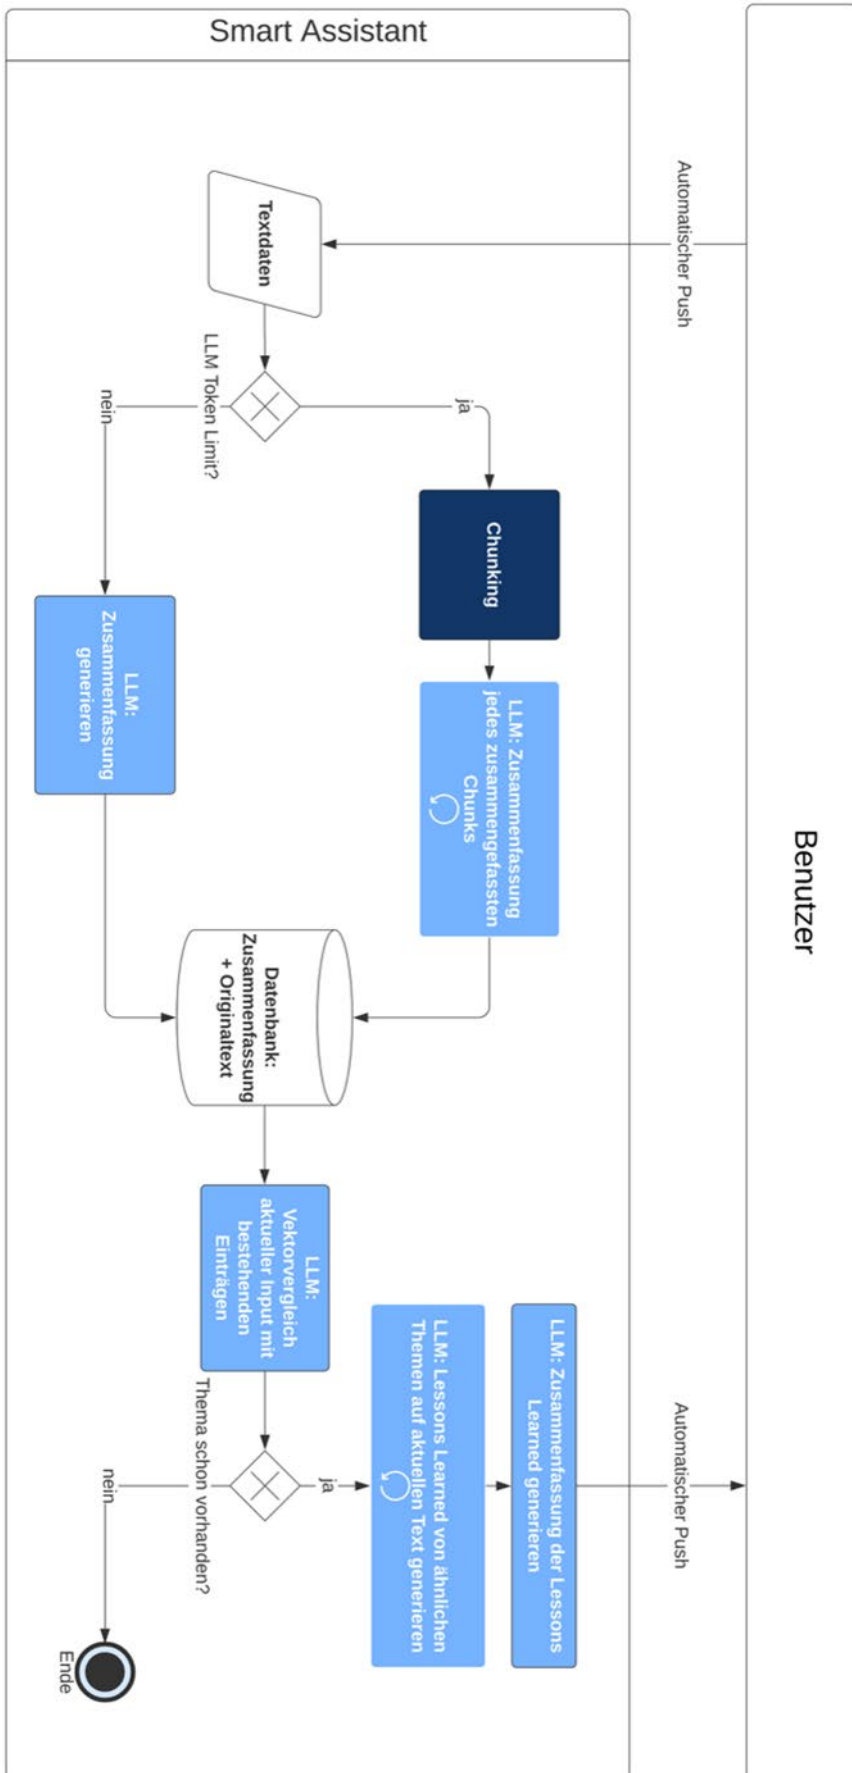 Benutzer
Smart Assistant
Automatischer Push
Textdaten
LLM Token Limit?
ja
nein
Chunking
LLM: Zusammenfassung
jedes zusammengefassten
Chunks
LLM:
Zusammenfassung
generieren
Datenbank:
Zusammenfassung
+ Originaltext
LLM:
Vektorvergleich
aktueller Input mit
bestehenden
Einträgen
Thema schon vorhanden?
ja
nein
LLM: Lessons Learned von ähnlichen
Themen auf aktuellen Text generieren
LLM: Zusammenfassung der Lessons
Learned generieren
Automatischer Push
Ende